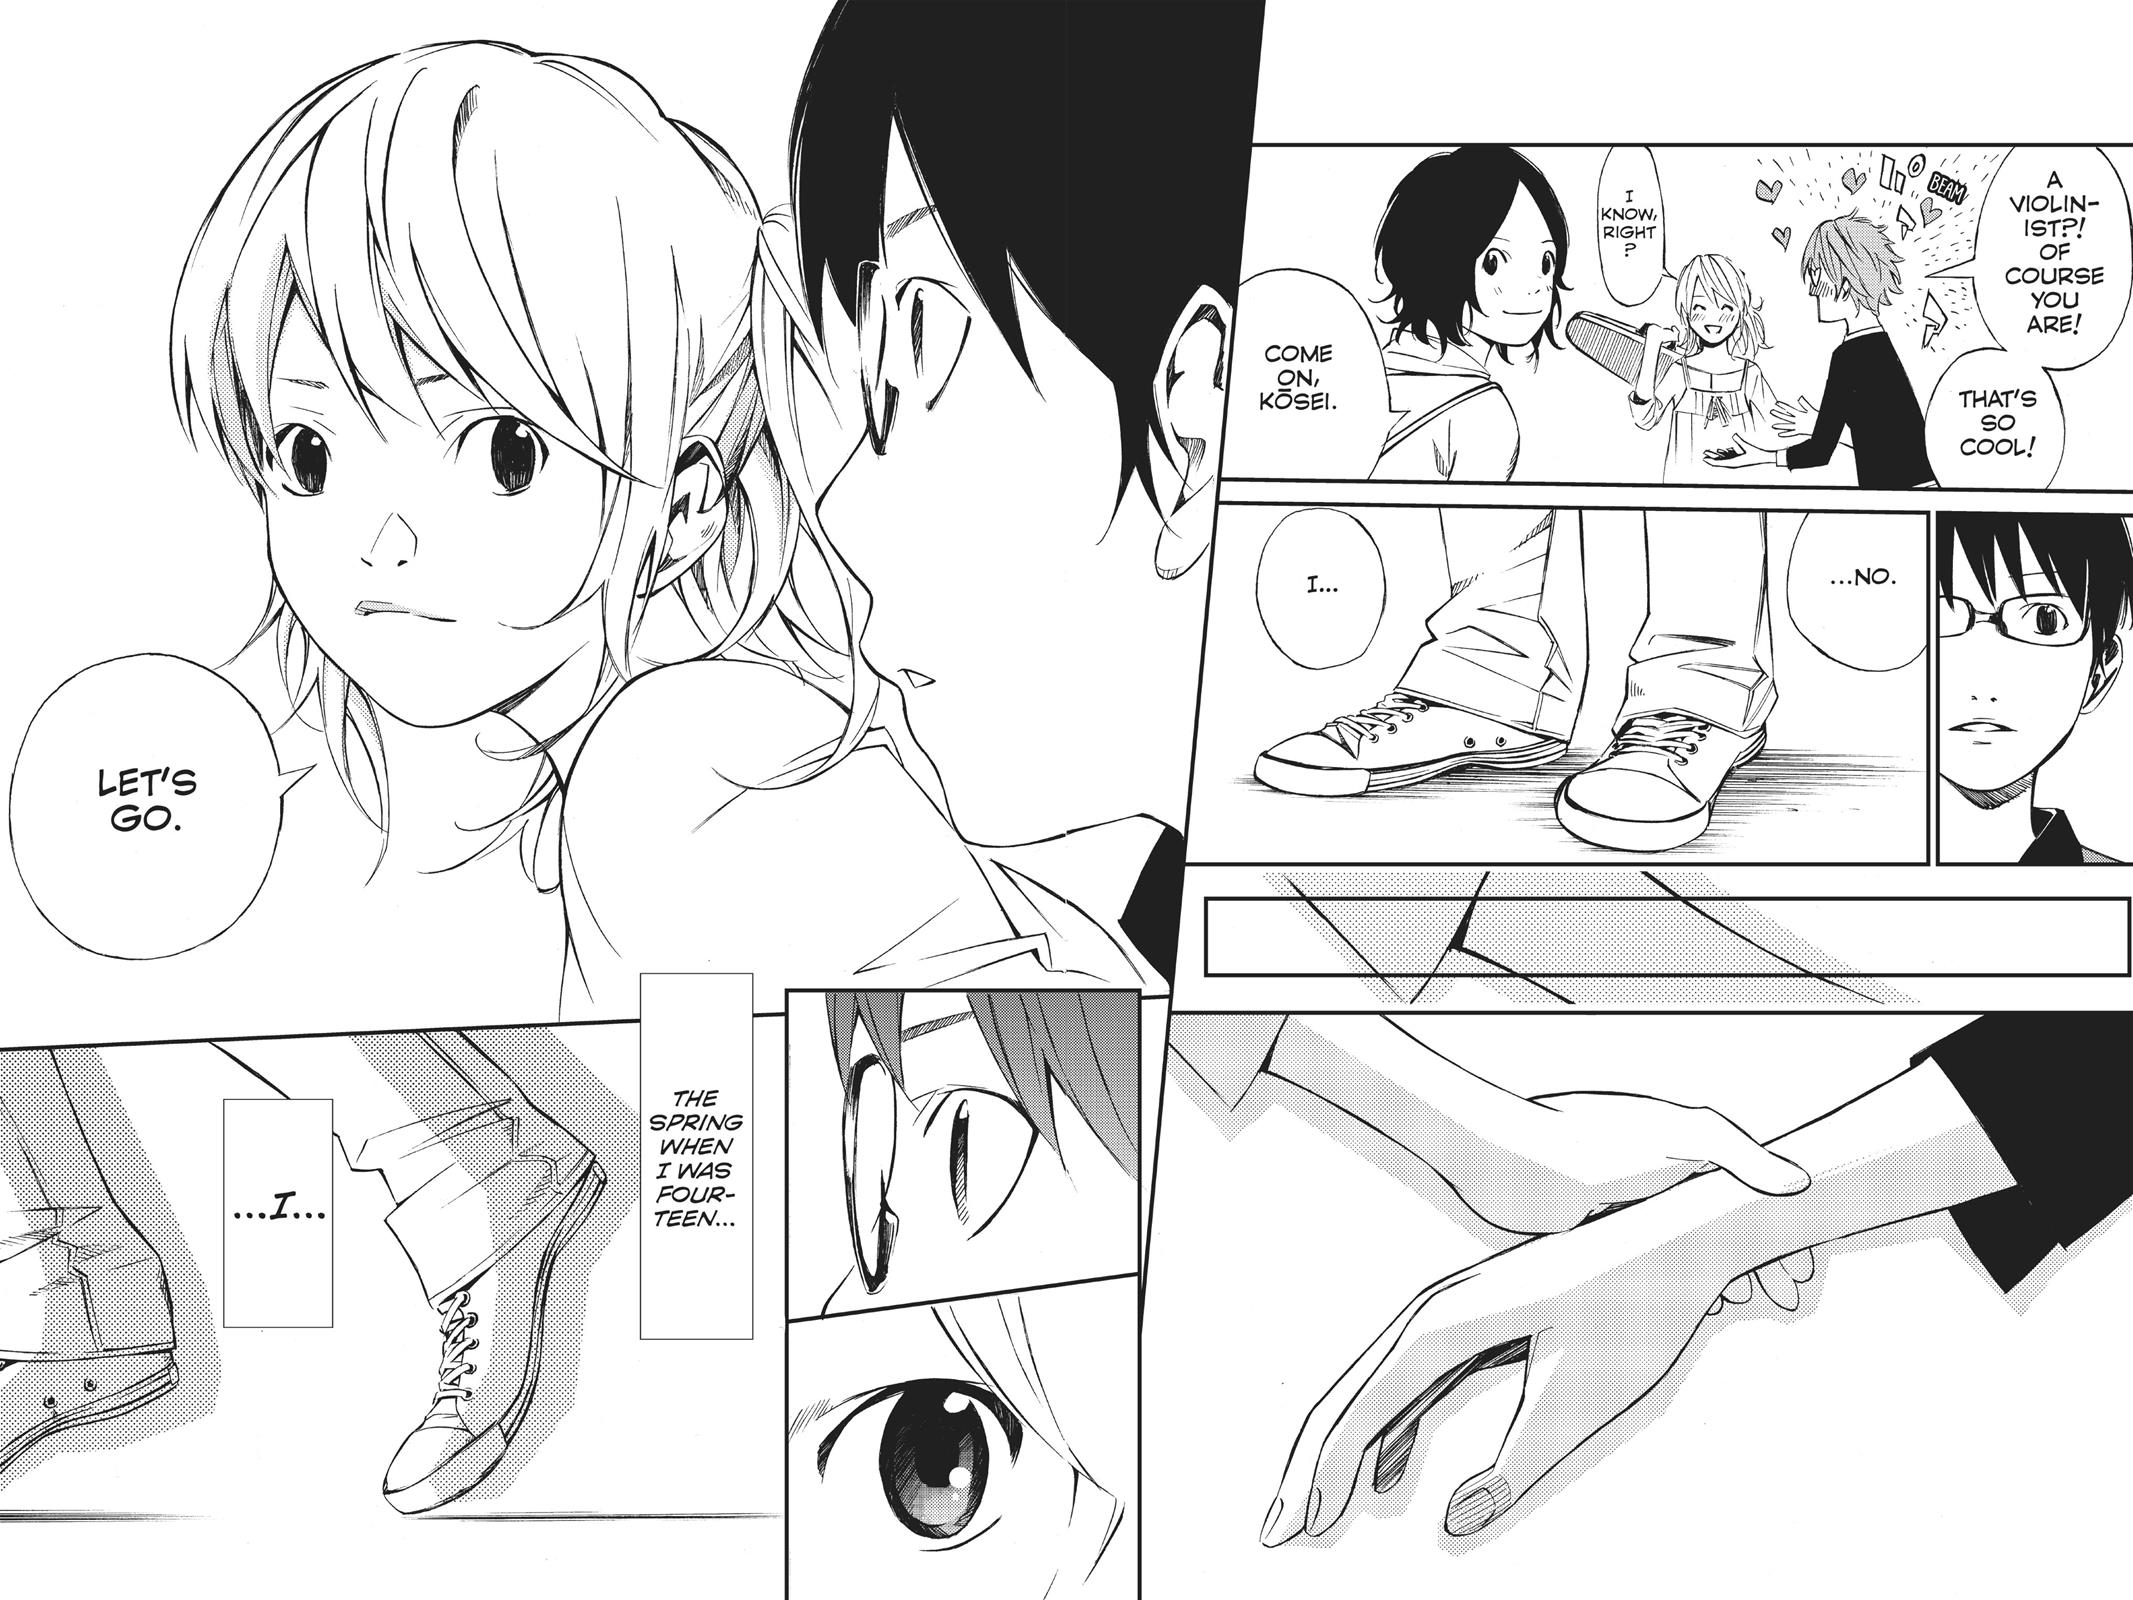 A
VIOLIN-
IST?!
OF
COURSE
YOU
ARE!
THAT'S
SO
COOL!
BEAM
I
KNOW,
RIGHT
?
COME
ON,
KŌSEI.
...NO.
I...
LET'S
GO.
THE
SPRING
WHEN
I WAS
FOUR-
TEEN...
...I...